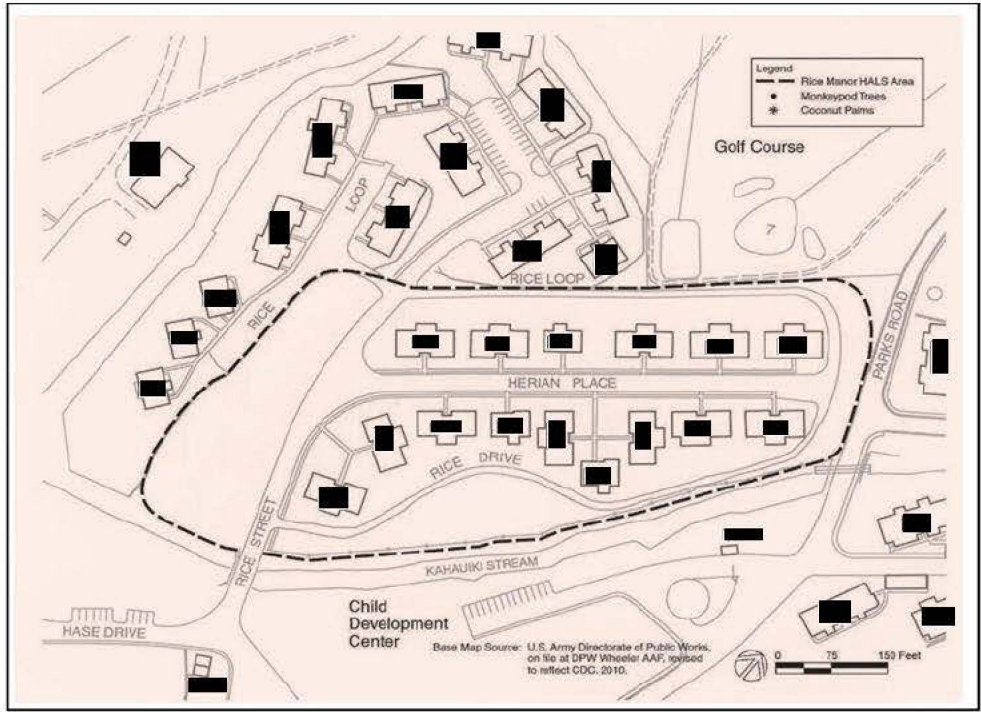 Legend
Rice Manor HALS Area
Monkeypod Trees
Coconut Palms
Golf Course
7
LOOP
RICE LOOP
RICE
PARKS ROAD
HERIAN PLACE
RICE DRIVE
RICE STREET
KAHAUIKI STREAM
Child
Development
Center
HASE DRIVE
Base Map Source: U.S. Army Directorate of Public Works,
on file at DPW Wheeler AAF, revised
to reflect CDC, 2010.
0 75 150 Feet